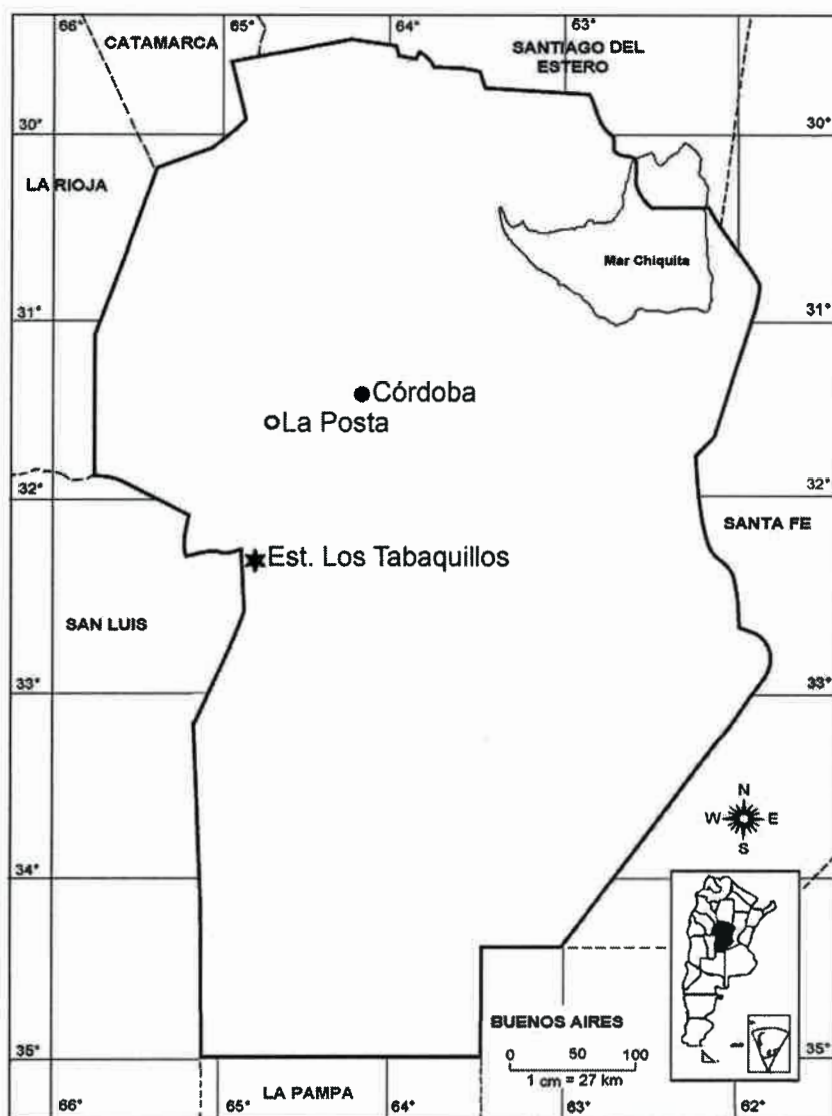 66°
65°
64°
63°
CATAMARCA
SANTIAGO DEL
ESTERO
30°
30°
LA RIOJA
Mar Chiquita
31°
31°
Córdoba
La Posta
32°
32°
SANTA FE
Est. Los Tabaquillos
SAN LUIS
33°
33°
N
W E
S
34°
BUENOS AIRES
0 50 100
1 cm = 27 km
35°
35°
LA PAMPA
66°
65°
64°
63°
62°